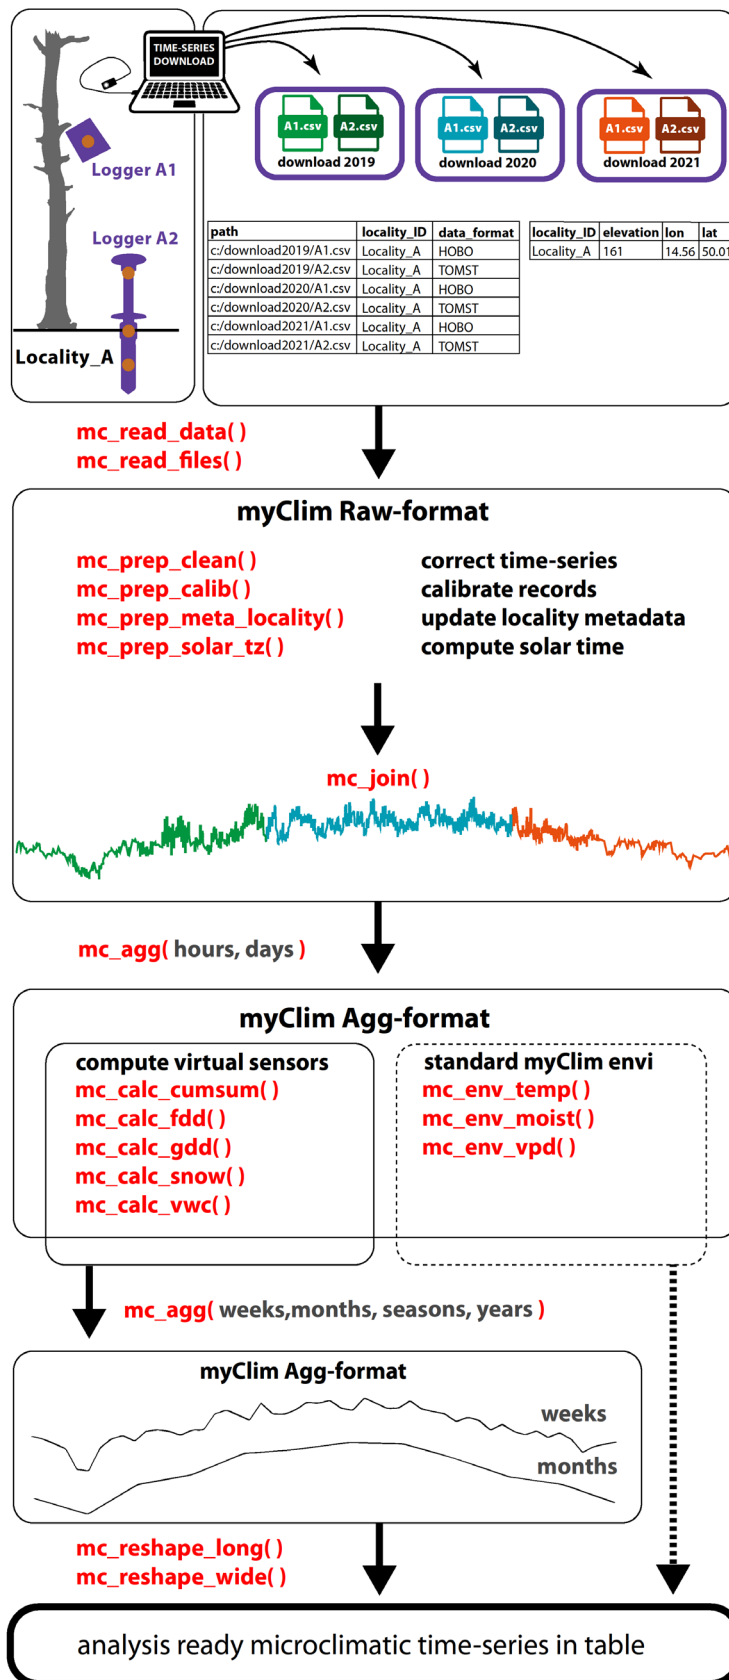 TIME-SERIES
DOWNLOAD
A1.csv A2.csv
download 2019
A1.csv A2.csv
download 2020
A1.csv A2.csv
download 2021
Logger A1
Logger A2
Locality_A
path locality_ID data_format
c:/download2019/A1.csv Locality_A HOBO
c:/download2019/A2.csv Locality_A TOMST
c:/download2020/A1.csv Locality_A HOBO
c:/download2020/A2.csv Locality_A TOMST
c:/download2021/A1.csv Locality_A HOBO
c:/download2021/A2.csv Locality_A TOMST
locality_ID elevation lon lat
Locality_A 161 14.56 50.01
mc_read_data( )
mc_read_files( )
myClim Raw-format
mc_prep_clean( ) correct time-series
mc_prep_calib( ) calibrate records
mc_prep_meta_locality( ) update locality metadata
mc_prep_solar_tz( ) compute solar time
mc_join( )
mc_agg( hours, days )
myClim Agg-format
compute virtual sensors
mc_calc_cumsum( )
mc_calc_fdd( )
mc_calc_gdd( )
mc_calc_snow( )
mc_calc_vwc( )
standard myClim envi
mc_env_temp( )
mc_env_moist( )
mc_env_vpd( )
mc_agg( weeks,months, seasons, years )
myClim Agg-format
weeks
months
mc_reshape_long( )
mc_reshape_wide( )
analysis ready microclimatic time-series in table